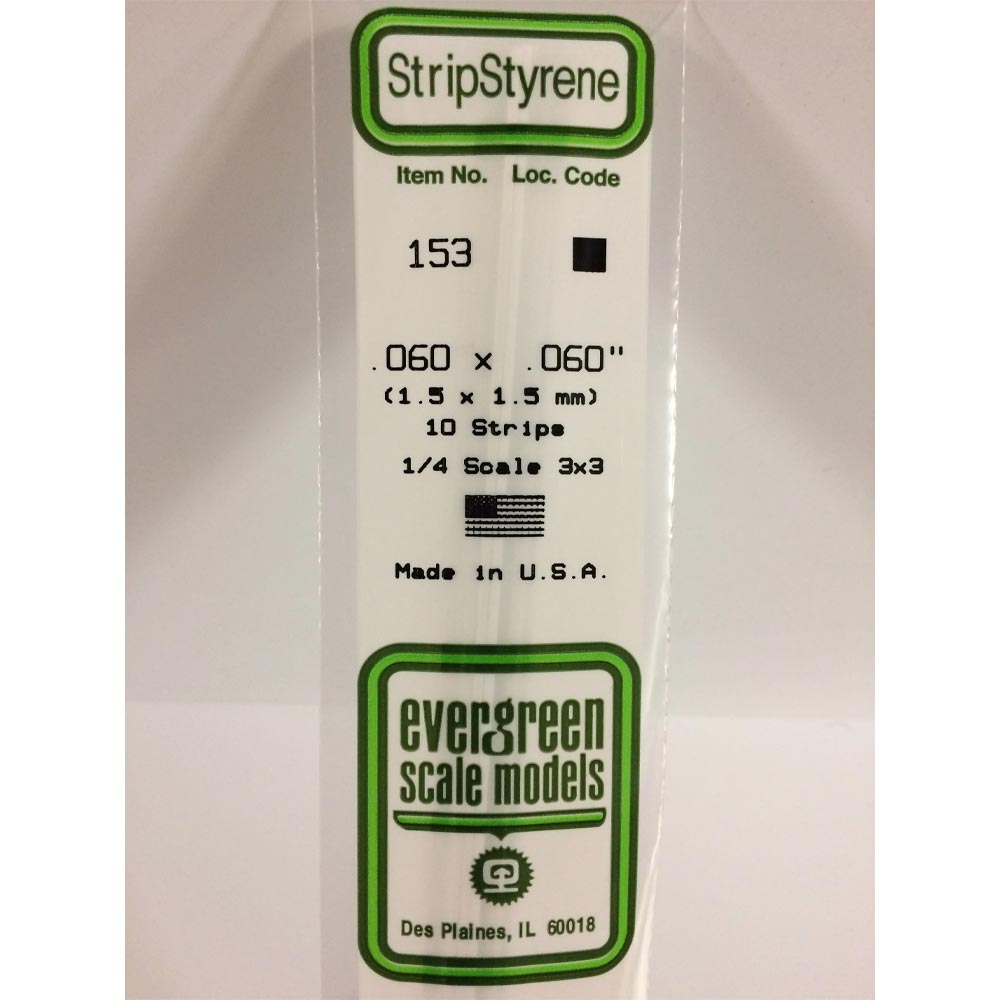 StripStyrene
Item No. Loc. Code
153
.060 x .060"
(1.5 x 1.5 mm)
10 Strips
1/4 Scale 3x3
Made in U.S.A.
evergreen
scale models
Des Plaines, IL 60018